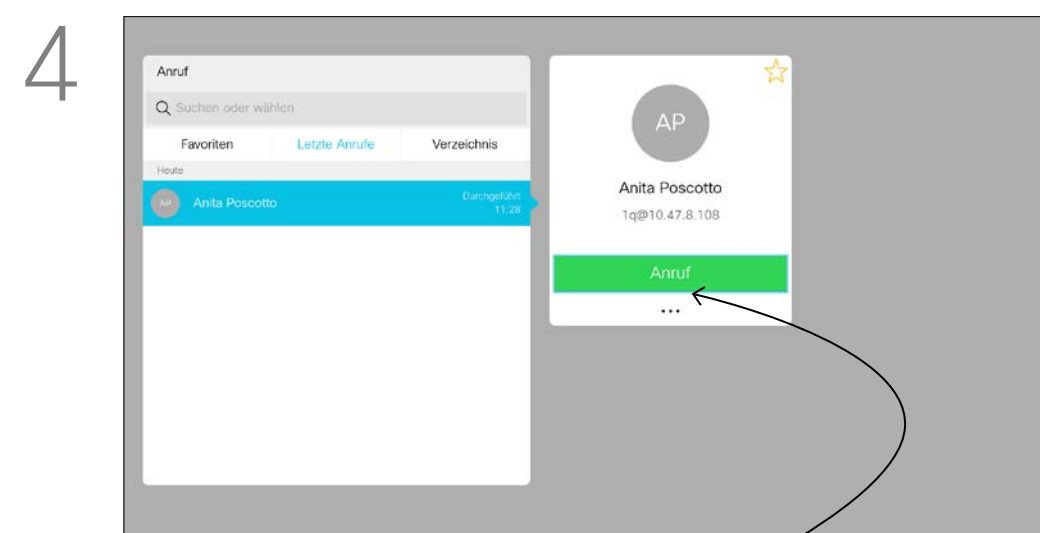 4
Anruf
Suchen oder wählen
Favoriten Letzte Anrufe Verzeichnis
Heute
AP Anita Poscotto Durchgeführt
11:28
AP
Anita Poscotto
1q@10.47.8.108
Anruf
...